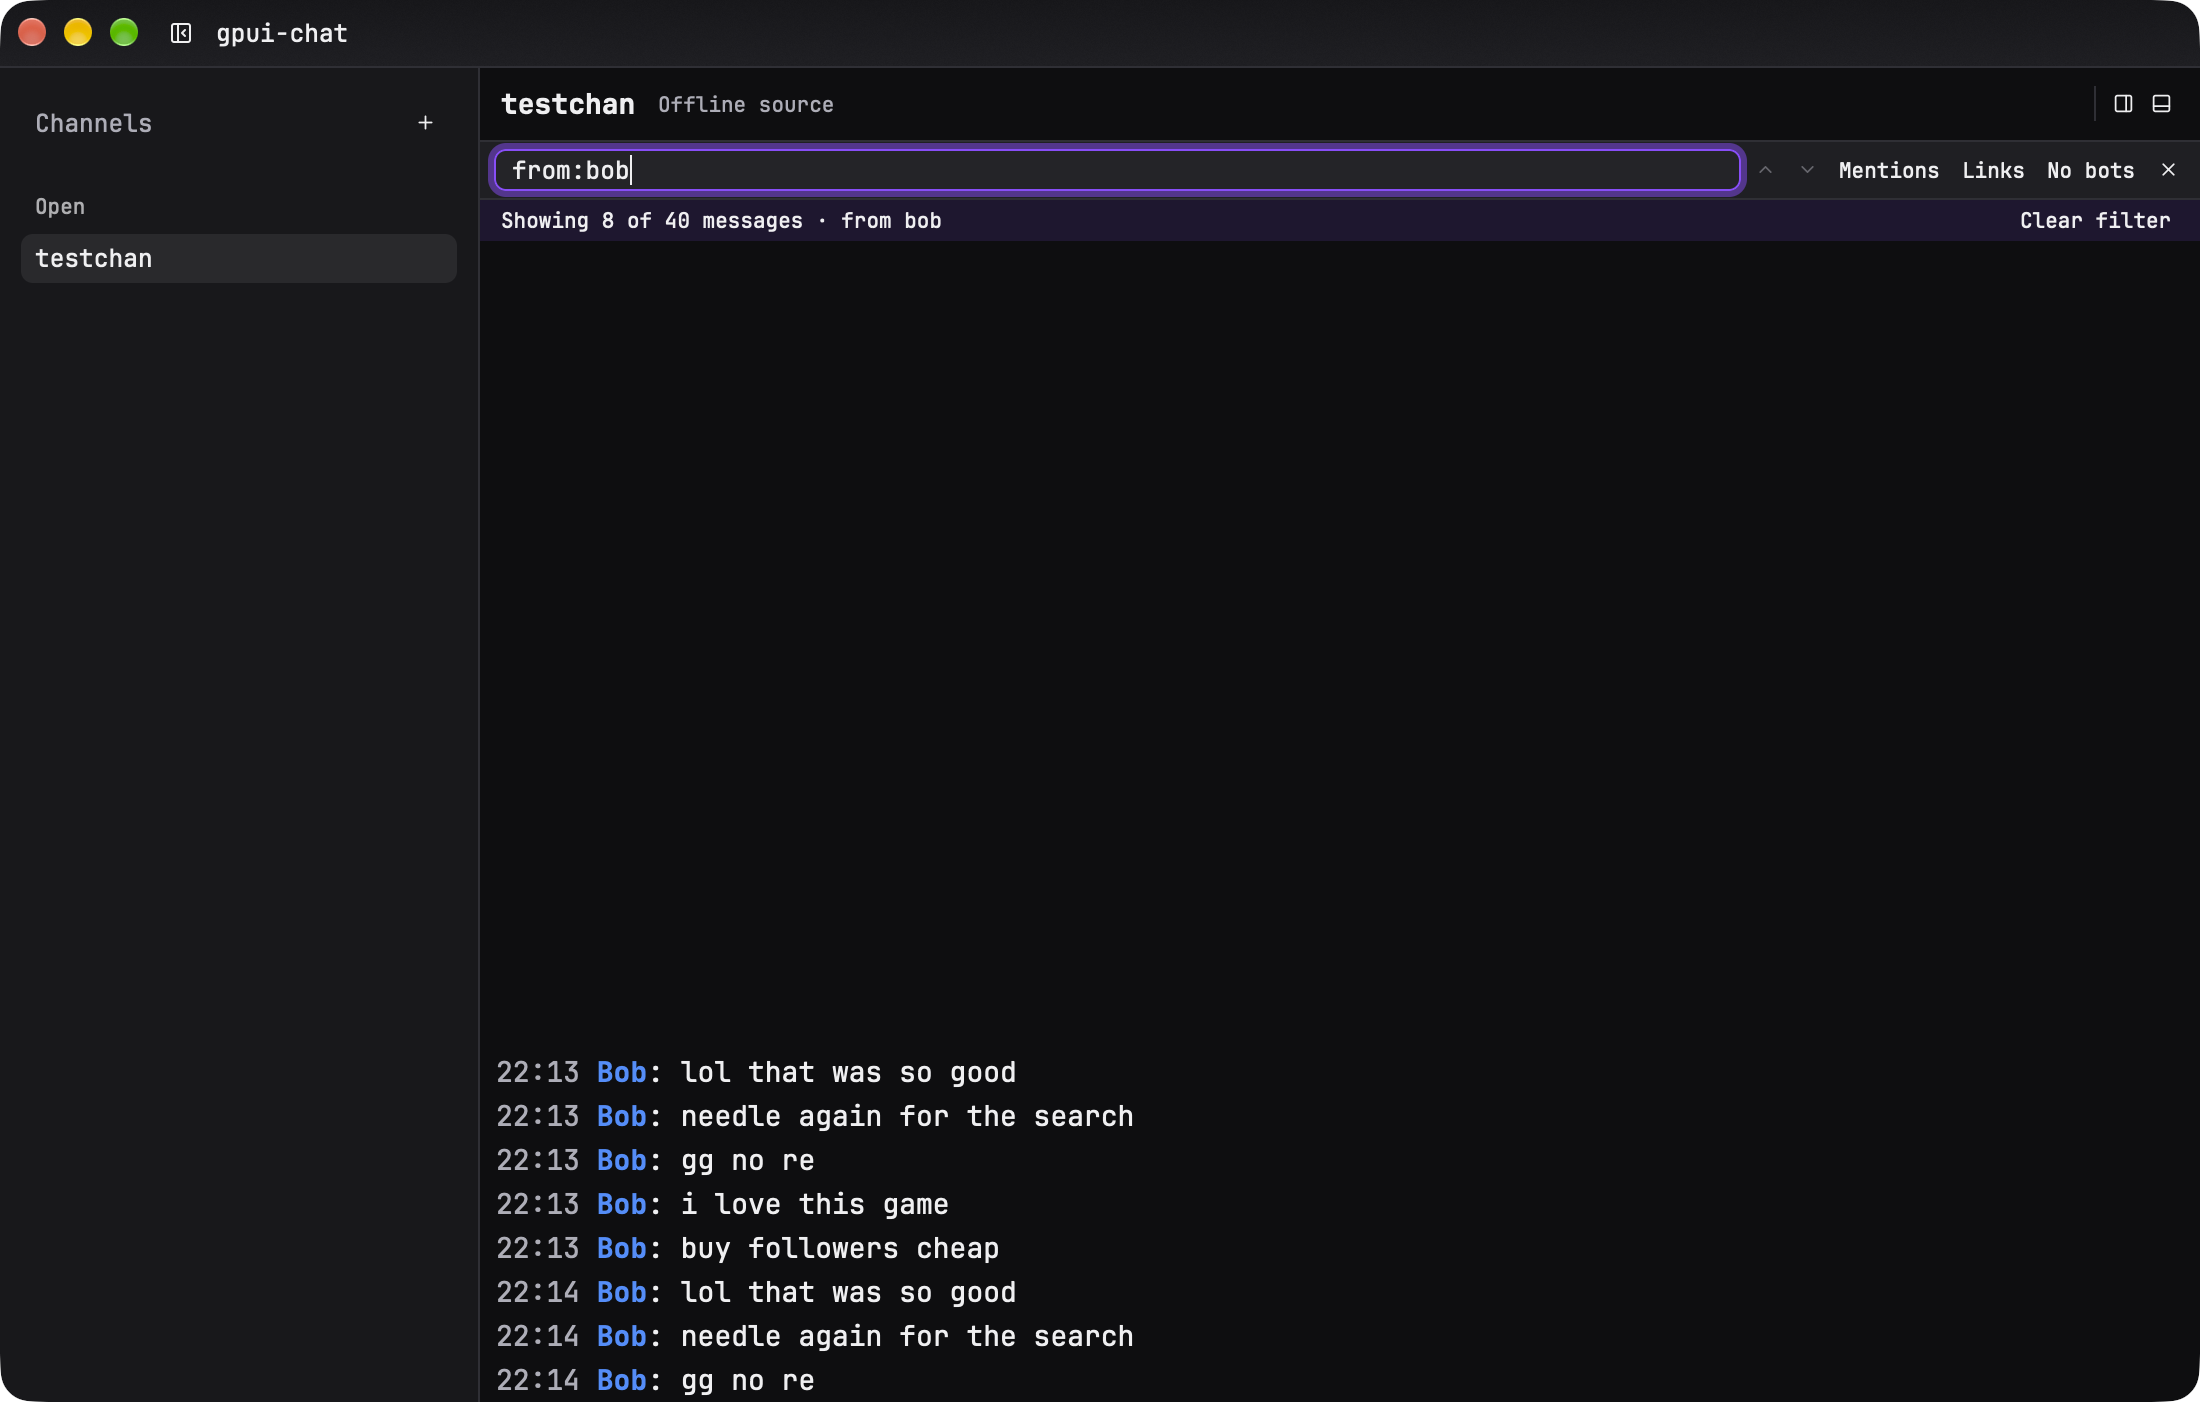 gpui-chat
Channels +
Open
testchan
testchan Offline source
from:bob Mentions Links No bots
Showing 8 of 40 messages · from bob Clear filter
22:13 Bob: lol that was so good
22:13 Bob: needle again for the search
22:13 Bob: gg no re
22:13 Bob: i love this game
22:13 Bob: buy followers cheap
22:14 Bob: lol that was so good
22:14 Bob: needle again for the search
22:14 Bob: gg no re